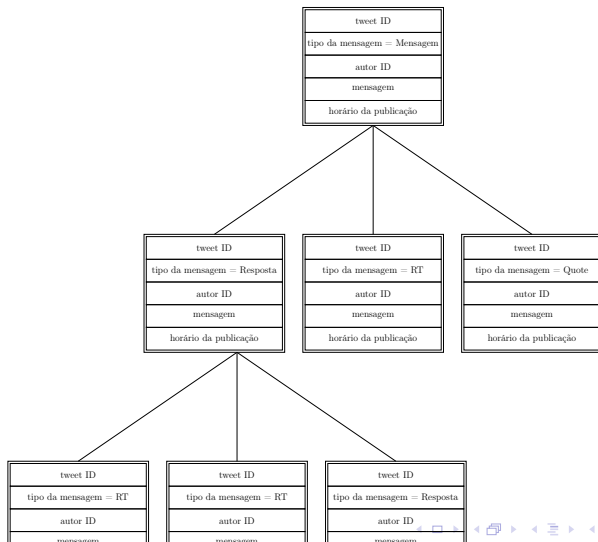 tweet ID
tipo da mensagem = Mensagem
autor ID
mensagem
horário da publicação
tweet ID
tipo da mensagem = Resposta
autor ID
mensagem
horário da publicação
tweet ID
tipo da mensagem = RT
autor ID
mensagem
horário da publicação
tweet ID
tipo da mensagem = Quote
autor ID
mensagem
horário da publicação
tweet ID
tipo da mensagem = RT
autor ID
mensagem
tweet ID
tipo da mensagem = RT
autor ID
mensagem
tweet ID
tipo da mensagem = Resposta
autor ID
mensagem